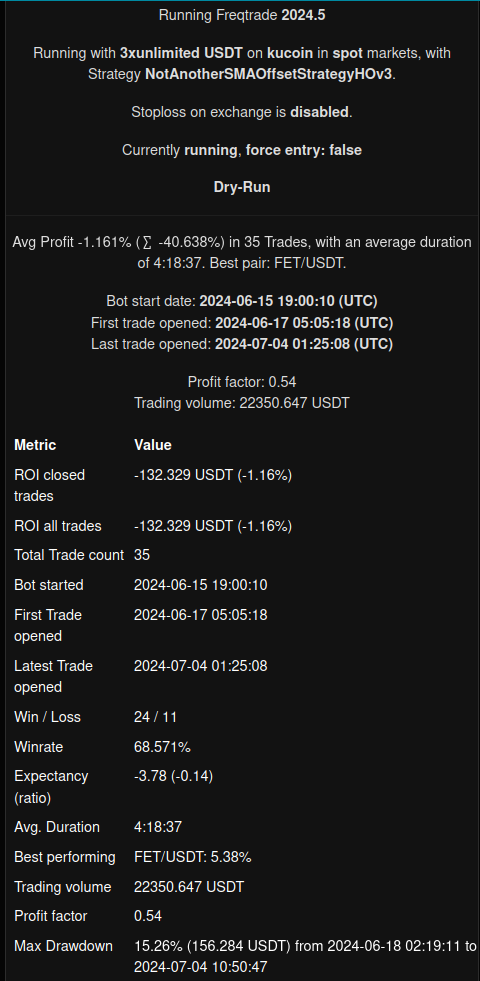 Running Freqtrade 2024.5
Running with 3xunlimited USDT on kucoin in spot markets, with
Strategy NotAnotherSMAOffsetStrategyHOv3.
Stoploss on exchange is disabled.
Currently running, force entry: false
Dry-Run
Avg Profit -1.161% (∑ -40.638%) in 35 Trades, with an average duration
of 4:18:37. Best pair: FET/USDT.
Bot start date: 2024-06-15 19:00:10 (UTC)
First trade opened: 2024-06-17 05:05:18 (UTC)
Last trade opened: 2024-07-04 01:25:08 (UTC)
Profit factor: 0.54
Trading volume: 22350.647 USDT
Metric Value
ROI closed -132.329 USDT (-1.16%)
trades
ROI all trades -132.329 USDT (-1.16%)
Total Trade count 35
Bot started 2024-06-15 19:00:10
First Trade 2024-06-17 05:05:18
opened
Latest Trade 2024-07-04 01:25:08
opened
Win / Loss 24 / 11
Winrate 68.571%
Expectancy -3.78 (-0.14)
(ratio)
Avg. Duration 4:18:37
Best performing FET/USDT: 5.38%
Trading volume 22350.647 USDT
Profit factor 0.54
Max Drawdown 15.26% (156.284 USDT) from 2024-06-18 02:19:11 to
2024-07-04 10:50:47